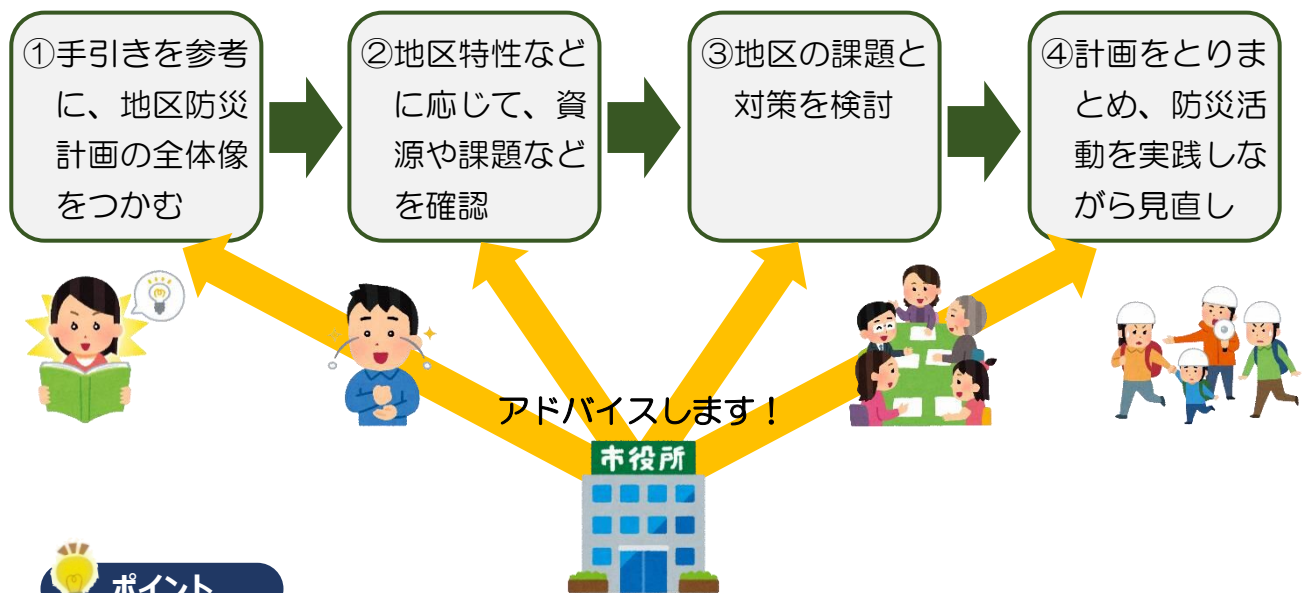 ①手引きを参考
に、地区防災
計画の全体像
をつかむ
②地区特性など
に応じて、資
源や課題など
を確認
③地区の課題と
対策を検討
④計画をとりま
とめ、防災活
動を実践しな
がら見直し
アドバイスします！
市役所
ポイント